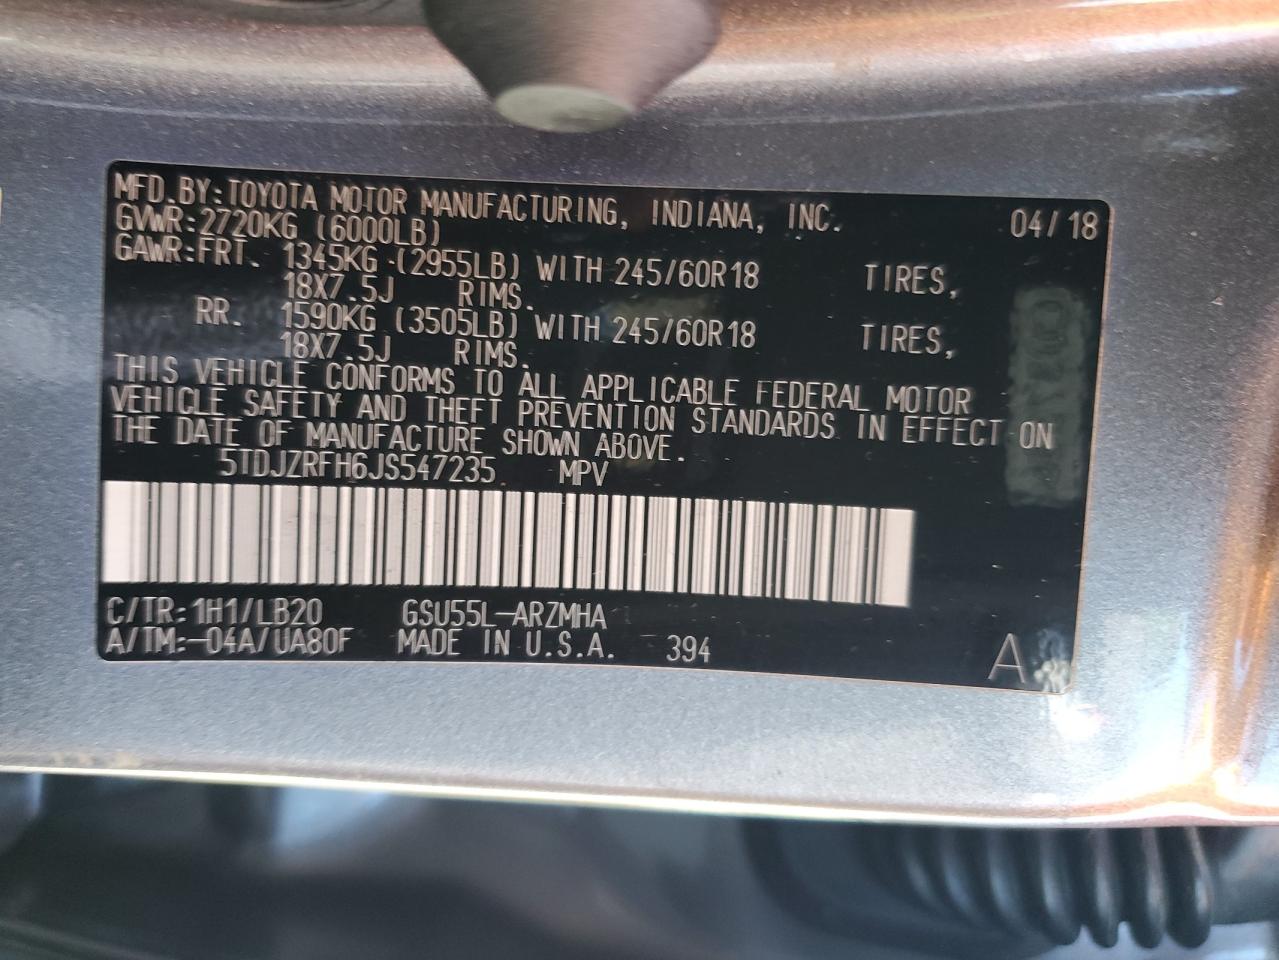 MFD.BY:TOYOTA MOTOR MANUFACTURING, INDIANA, INC. 04/18
GVWR:2720KG (6000LB)
GAWR:FRT. 1345KG (2955LB) WITH 245/60R18 TIRES,
18X7.5J RIMS.
RR. 1590KG (3505LB) WITH 245/60R18 TIRES,
18X7.5J RIMS.
THIS VEHICLE CONFORMS TO ALL APPLICABLE FEDERAL MOTOR
VEHICLE SAFETY AND THEFT PREVENTION STANDARDS IN EFFECT ON
THE DATE OF MANUFACTURE SHOWN ABOVE.
5TDJZRFH6JS547235 MPV
C/TR:1H1/LB20 GSU55L-ARZMHA
A/TM:-04A/UA80F MADE IN U.S.A. 394
A